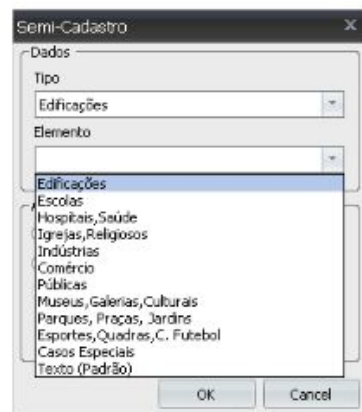 Semi-Cadastro
Dados
Tipo
Edificações
Elemento
Edificações
Escolas
Hospitais,Saúde
Igrejas,Religiosos
Indústrias
Comércio
Públicas
Museus,Galerias,Culturais
Parques, Praças, Jardins
Esportes,Quadras,C. Futebol
Casos Especiais
Texto (Padrão)
OK Cancel